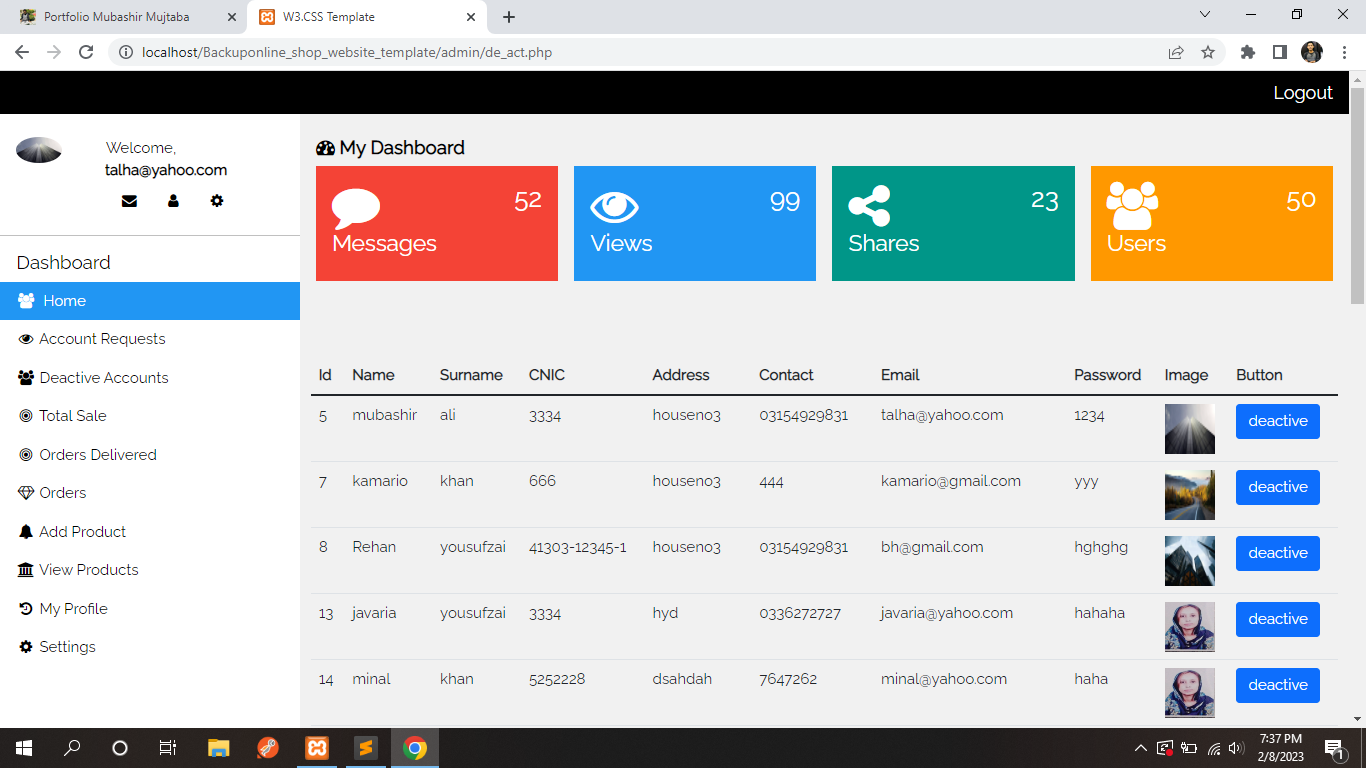 Portfolio Mubashir Mujtaba
W3.CSS Template
localhost/Backuponline_shop_website_template/admin/de_act.php
Logout
Welcome,
talha@yahoo.com
Dashboard
Home
Account Requests
Deactive Accounts
Total Sale
Orders Delivered
Orders
Add Product
View Products
My Profile
Settings
My Dashboard
52
Messages
99
Views
23
Shares
50
Users
Id Name Surname CNIC Address Contact Email Password Image Button
5 mubashir ali 3334 houseno3 03154929831 talha@yahoo.com 1234 deactive
7 kamario khan 666 houseno3 444 kamario@gmail.com yyy deactive
8 Rehan yousufzai 41303-12345-1 houseno3 03154929831 bh@gmail.com hghghg deactive
13 javaria yousufzai 3334 hyd 0336272727 javaria@yahoo.com hahaha deactive
14 minal khan 5252228 dsahdah 7647262 minal@yahoo.com haha deactive
7:37 PM
2/8/2023
1